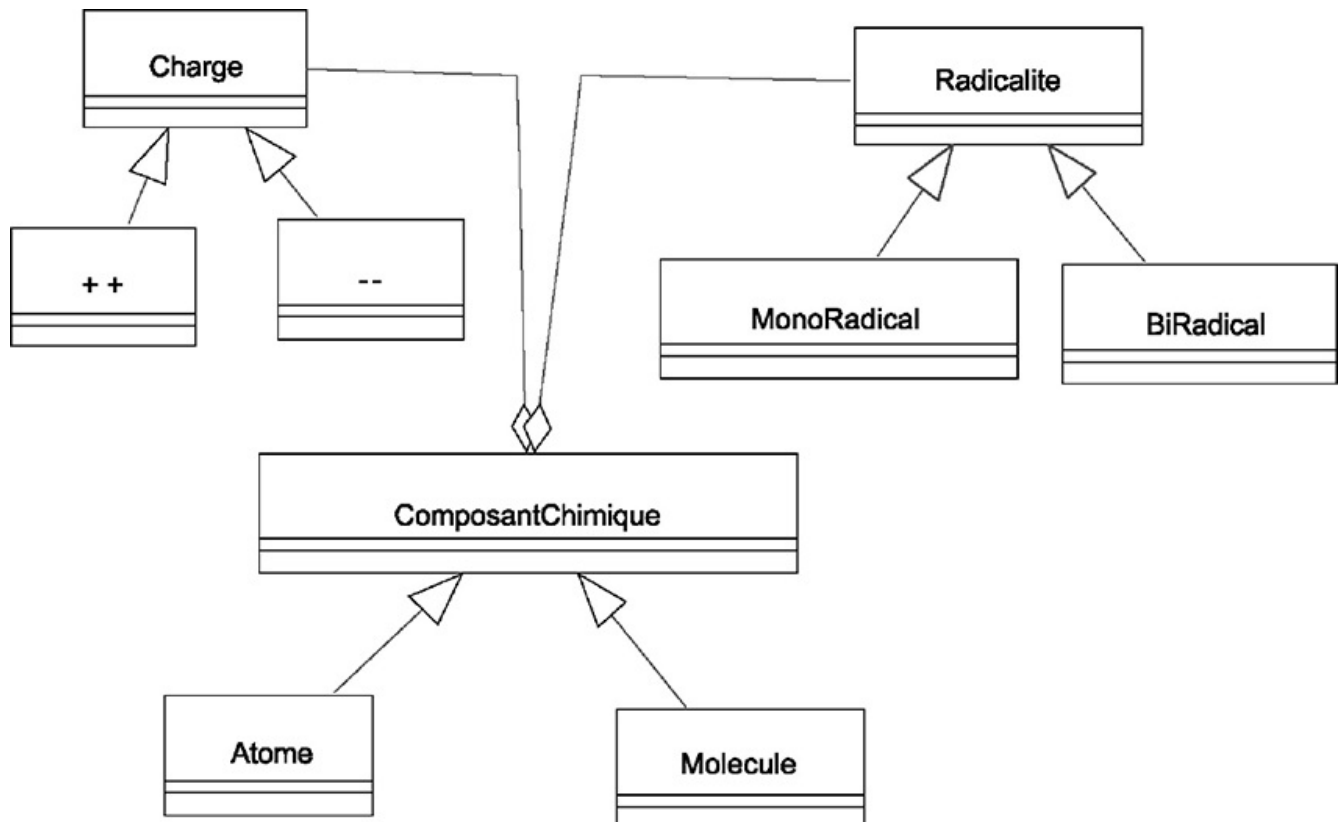 Charge
Radicalite
+ +
--
MonoRadical
BiRadical
ComposantChimique
Atome
Molecule